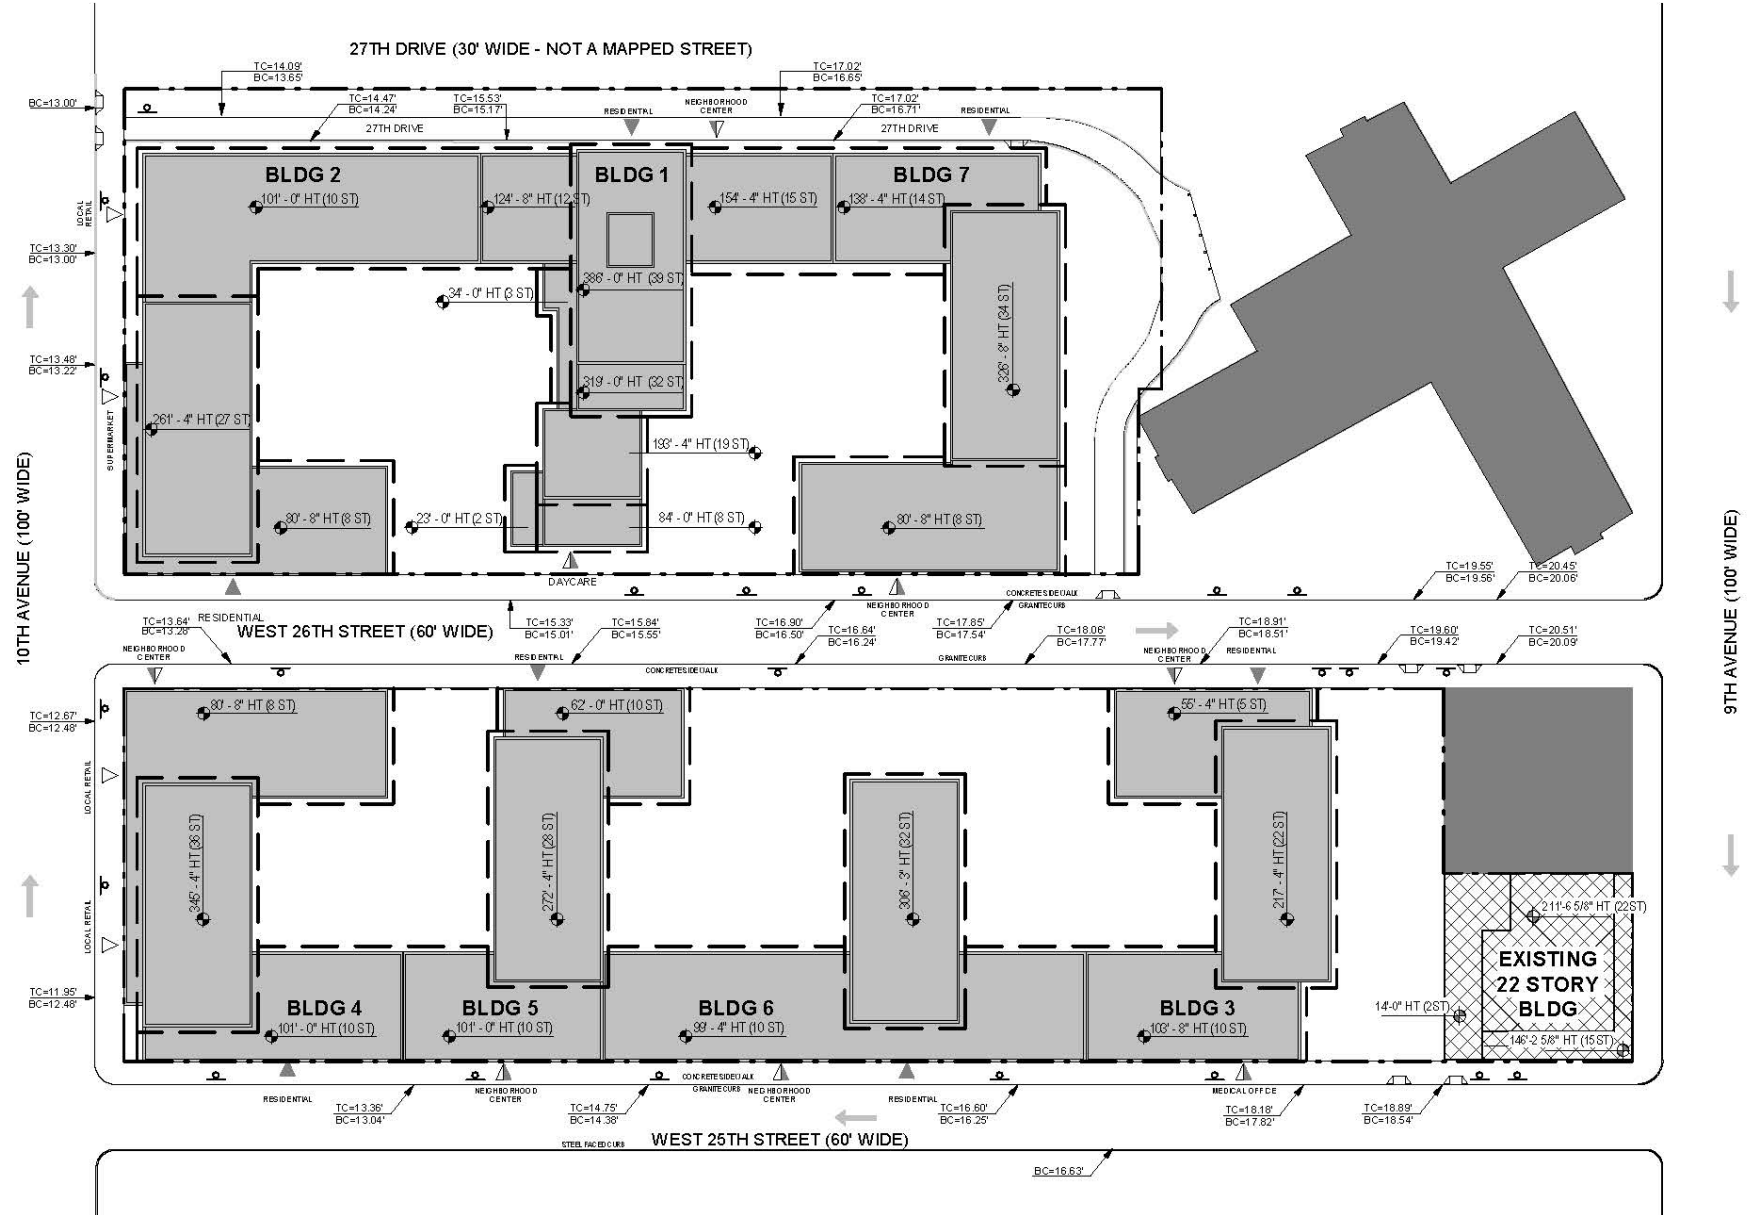 27TH DRIVE (30' WIDE - NOT A MAPPED STREET)
TC=14.09'
BC=13.65'
TC=17.02'
BC=16.65'
BC=13.00'
TC=14.47'
BC=14.24'
TC=15.53'
BC=15.17'
RESIDENTIAL
NEIGHBORHOOD
CENTER
TC=17.02'
BC=16.71'
RESIDENTIAL
27TH DRIVE
27TH DRIVE
BLDG 2
BLDG 1
BLDG 7
101' - 0" HT (10 ST)
124' - 8" HT (12 ST)
154' - 4" HT (15 ST)
138' - 4" HT (14 ST)
LOCAL
RETAIL
TC=13.30'
BC=13.00'
386' - 0" HT (39 ST)
34' - 0" HT (3 ST)
326' - 8" HT (34 ST)
TC=13.48'
BC=13.22'
319' - 0" HT (32 ST)
SUPERMARKET
261' - 4" HT (27 ST)
193' - 4" HT (19 ST)
80' - 8" HT (8 ST)
23' - 0" HT (2 ST)
84' - 0" HT (8 ST)
80' - 8" HT (8 ST)
10TH AVENUE (100' WIDE)
9TH AVENUE (100' WIDE)
DAYCARE
TC=19.55'
BC=19.56'
TC=20.45'
BC=20.06'
CONCRETE SIDEWALK
GRANITE CURB
NEIGHBORHOOD
CENTER
TC=13.64'
BC=13.28'
RESIDENTIAL
WEST 26TH STREET (60' WIDE)
TC=15.33'
BC=15.01'
TC=15.84'
BC=15.55'
TC=16.90'
BC=16.50'
TC=16.64'
BC=16.24'
TC=17.85'
BC=17.54'
TC=18.06'
BC=17.77'
TC=18.91'
BC=18.51'
TC=19.60'
BC=19.42'
TC=20.51'
BC=20.09'
NEIGHBORHOOD
CENTER
RESIDENTIAL
CONCRETE SIDEWALK
GRANITE CURB
NEIGHBORHOOD
CENTER
RESIDENTIAL
TC=12.67'
BC=12.48'
80' - 8" HT (8 ST)
62' - 0" HT (10 ST)
55' - 4" HT (5 ST)
LOCAL RETAIL
345' - 4" HT (36 ST)
272' - 4" HT (28 ST)
306' - 3" HT (32 ST)
217' - 4" HT (22 ST)
LOCAL RETAIL
211'-6 5/8" HT (22ST)
EXISTING
22 STORY
BLDG
14'-0" HT (2ST)
146'-2 5/8" HT (15 ST)
TC=11.95'
BC=12.48'
BLDG 4
BLDG 5
BLDG 6
BLDG 3
101' - 0" HT (10 ST)
101' - 0" HT (10 ST)
99' - 4" HT (10 ST)
103' - 8" HT (10 ST)
RESIDENTIAL
NEIGHBORHOOD
CENTER
CONCRETE SIDEWALK
GRANITE CURB
NEIGHBORHOOD
CENTER
RESIDENTIAL
MEDICAL OFFICE
TC=13.36'
BC=13.04'
TC=14.75'
BC=14.38'
TC=16.60'
BC=16.25'
TC=18.18'
BC=17.82'
TC=18.89'
BC=18.54'
STEEL FACED CURB
WEST 25TH STREET (60' WIDE)
BC=16.63'